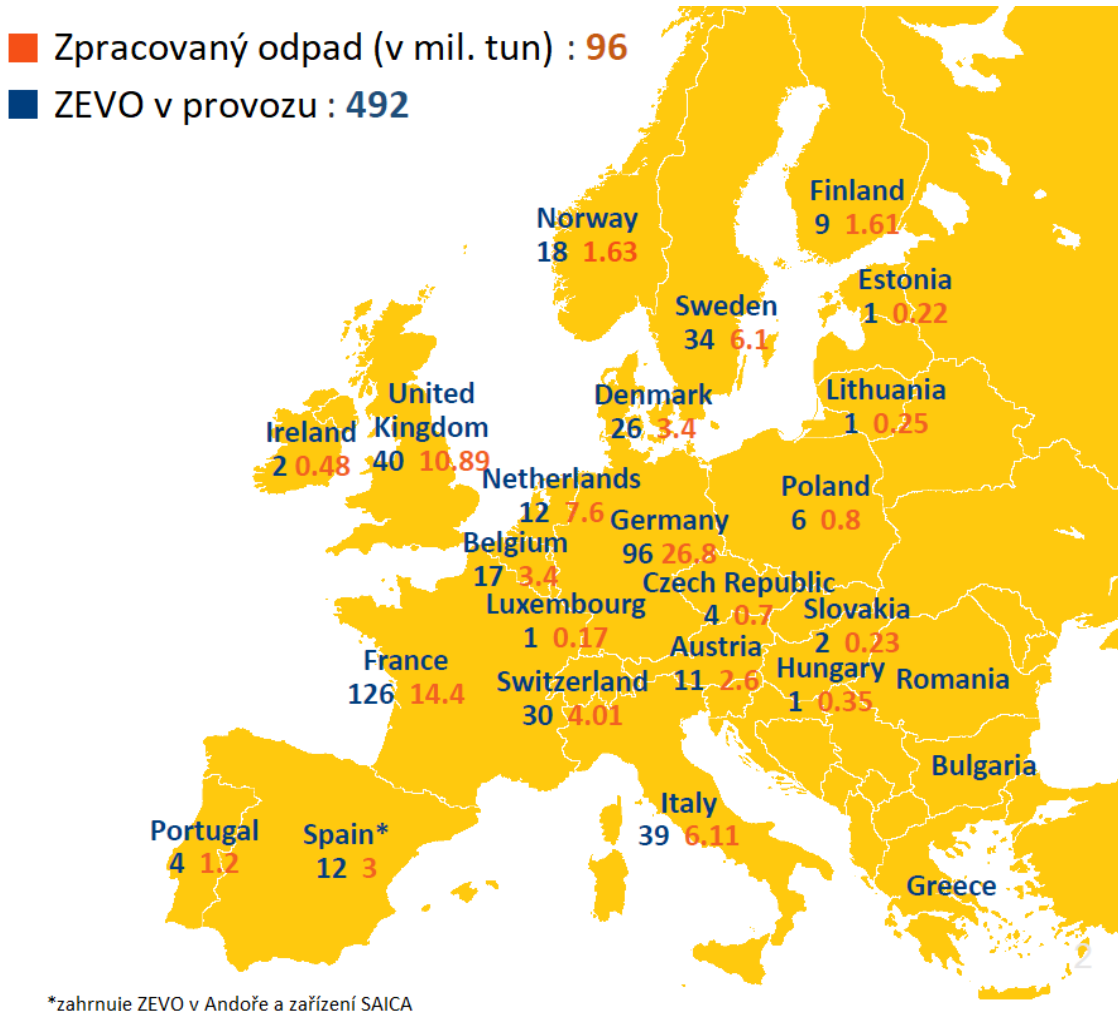 Zpracovaný odpad (v mil. tun) : 96
ZEVO v provozu : 492
Finland
9 1.61
Norway
18 1.63
Estonia
1 0.22
Sweden
34 6.1
United
Kingdom
40 10.89
Denmark
26 3.4
Lithuania
1 0.25
Ireland
2 0.48
Netherlands
12 7.6
Poland
6 0.8
Germany
96 26.8
Belgium
17 3.4
Czech Republic
4 0.7
Luxembourg
1 0.17
Slovakia
2 0.23
Austria
11 2.6
France
126 14.4
Switzerland
30 4.01
Hungary
1 0.35
Romania
Bulgaria
Italy
39 6.11
Portugal
4 1.2
Spain*
12 3
Greece
2
*zahrnuje ZEVO v Andoře a zařízení SAICA